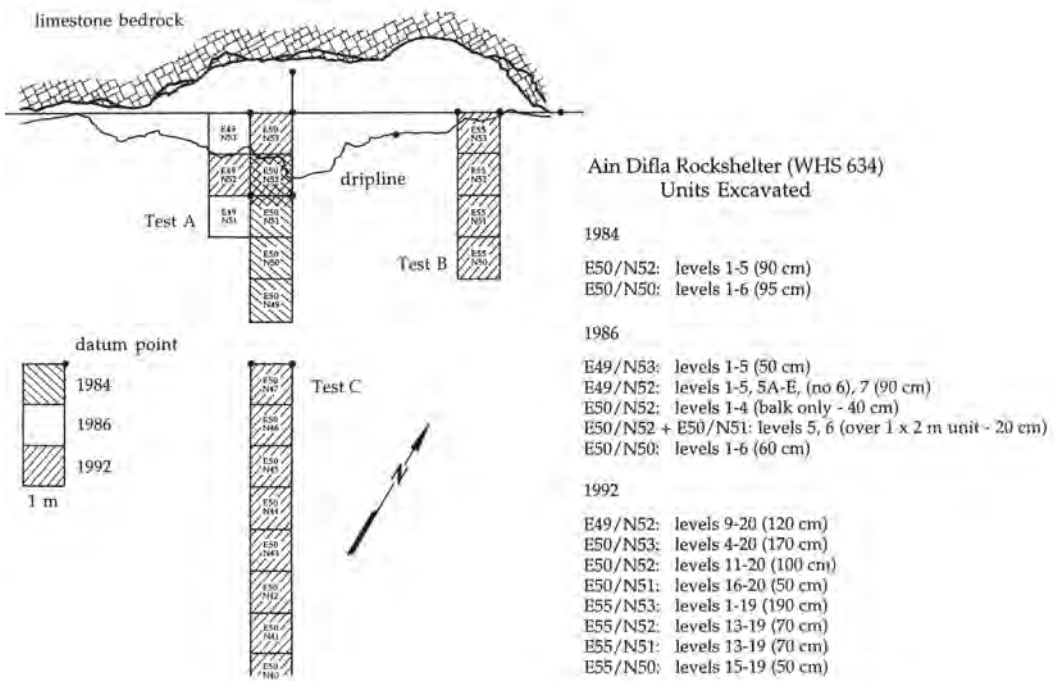 limestone bedrock
E49
N53
E50
N53
E55
N53
E49
N52
E50
N52
dripline
E55
N52
Test A
E49
N51
E50
N51
E55
N51
E50
N50
Test B
E55
N50
E50
N49
datum point
1984
1986
1992
1 m
Test C
E50
N47
E50
N46
E50
N45
E50
N44
E50
N43
E50
N42
E50
N41
E50
N40
N
Ain Difla Rockshelter (WHS 634)
Units Excavated
1984
E50/N52: levels 1-5 (90 cm)
E50/N50: levels 1-6 (95 cm)
1986
E49/N53: levels 1-5 (50 cm)
E49/N52: levels 1-5, 5A-E, (no 6), 7 (90 cm)
E50/N52: levels 1-4 (balk only - 40 cm)
E50/N52 + E50/N51: levels 5, 6 (over 1 x 2 m unit - 20 cm)
E50/N50: levels 1-6 (60 cm)
1992
E49/N52: levels 9-20 (120 cm)
E50/N53: levels 4-20 (170 cm)
E50/N52: levels 11-20 (100 cm)
E50/N51: levels 16-20 (50 cm)
E55/N53: levels 1-19 (190 cm)
E55/N52: levels 13-19 (70 cm)
E55/N51: levels 13-19 (70 cm)
E55/N50: levels 15-19 (50 cm)